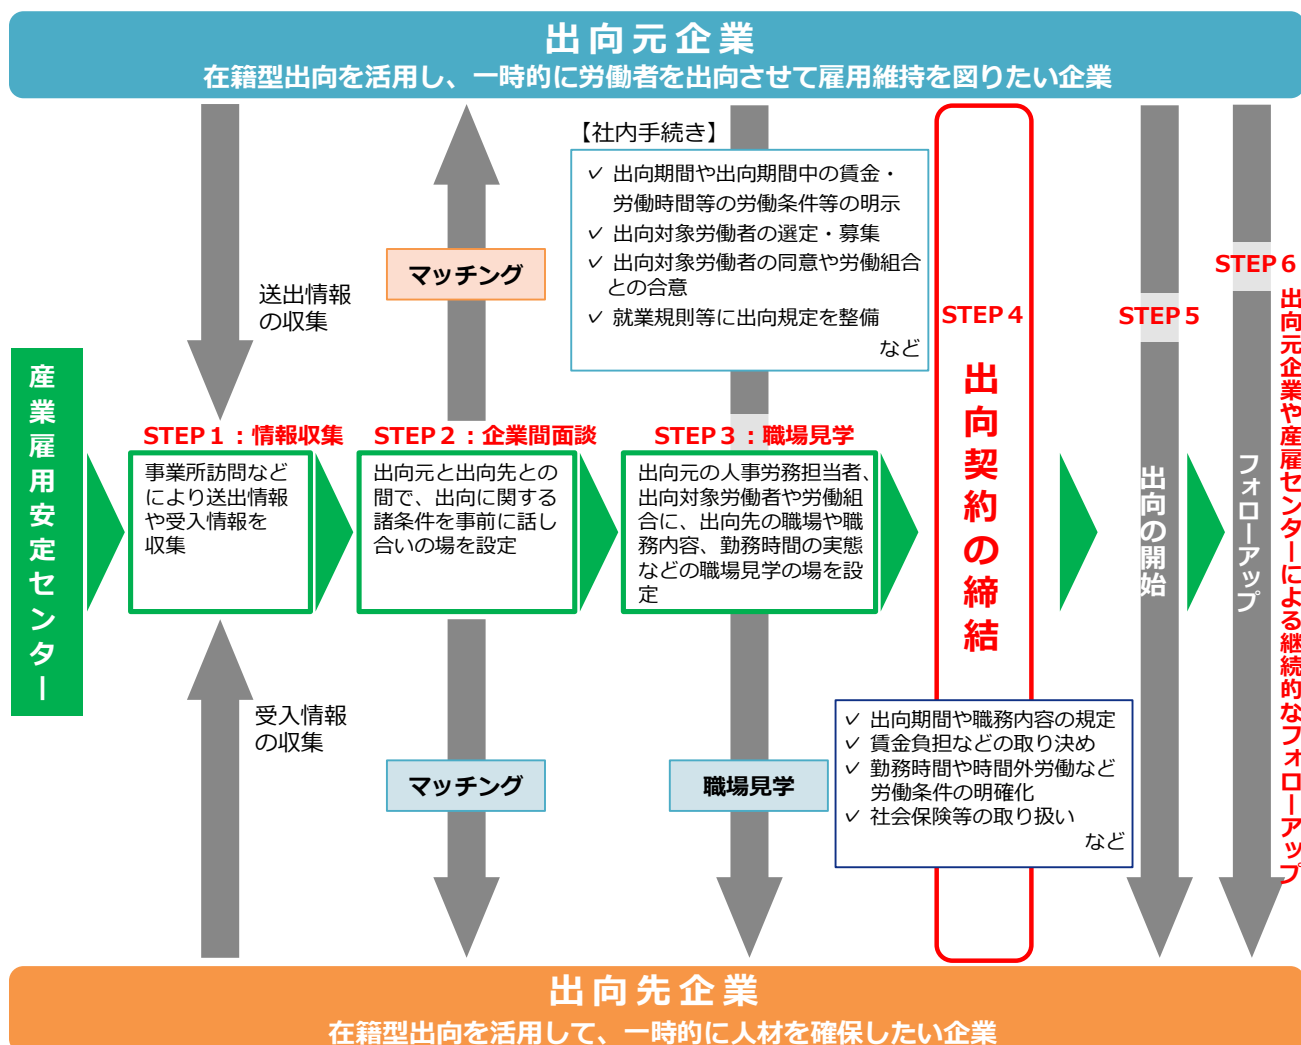 出向元企業
在籍型出向を活用し、一時的に労働者を出向させて雇用維持を図りたい企業
【社内手続き】
✓ 出向期間や出向期間中の賃金・
労働時間等の労働条件等の明示
✓ 出向対象労働者の選定・募集
✓ 出向対象労働者の同意や労働組合
との合意
✓ 就業規則等に出向規定を整備
など
マッチング
送出情報
の収集
産業雇用安定センター
STEP1：情報収集
事業所訪問など
により送出情報
や受入情報を
収集
STEP2：企業間面談
出向元と出向先との
間で、出向に関する
諸条件を事前に話し
合いの場を設定
STEP3：職場見学
出向元の人事労務担当者、
出向対象労働者や労働組
合に、出向先の職場や職
務内容、勤務時間の実態
などの職場見学の場を設
定
STEP4
出向契約の締結
STEP5
出向の開始
STEP6
フォローアップ
出向元企業や産雇センターによる継続的なフォローアップ
受入情報
の収集
マッチング
職場見学
✓ 出向期間や職務内容の規定
✓ 賃金負担などの取り決め
✓ 勤務時間や時間外労働など
労働条件の明確化
✓ 社会保険等の取り扱い
など
出向先企業
在籍型出向を活用して、一時的に人材を確保したい企業